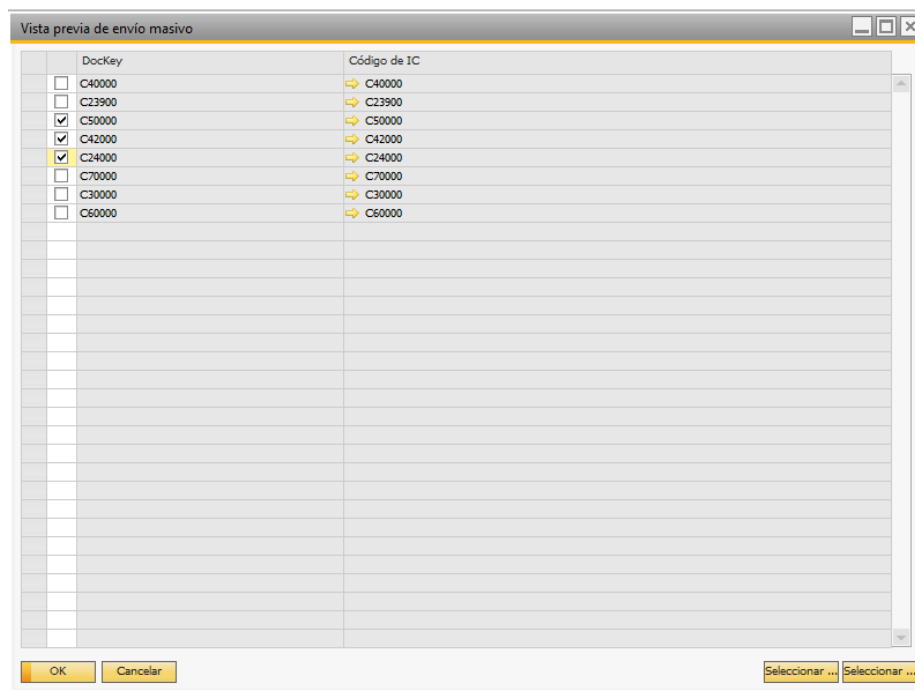 Vista previa de envío masivo
DocKey Código de IC
C40000 C40000
C23900 C23900
C50000 C50000
C42000 C42000
C24000 C24000
C70000 C70000
C30000 C30000
C60000 C60000
OK Cancelar Seleccionar ... Seleccionar ...